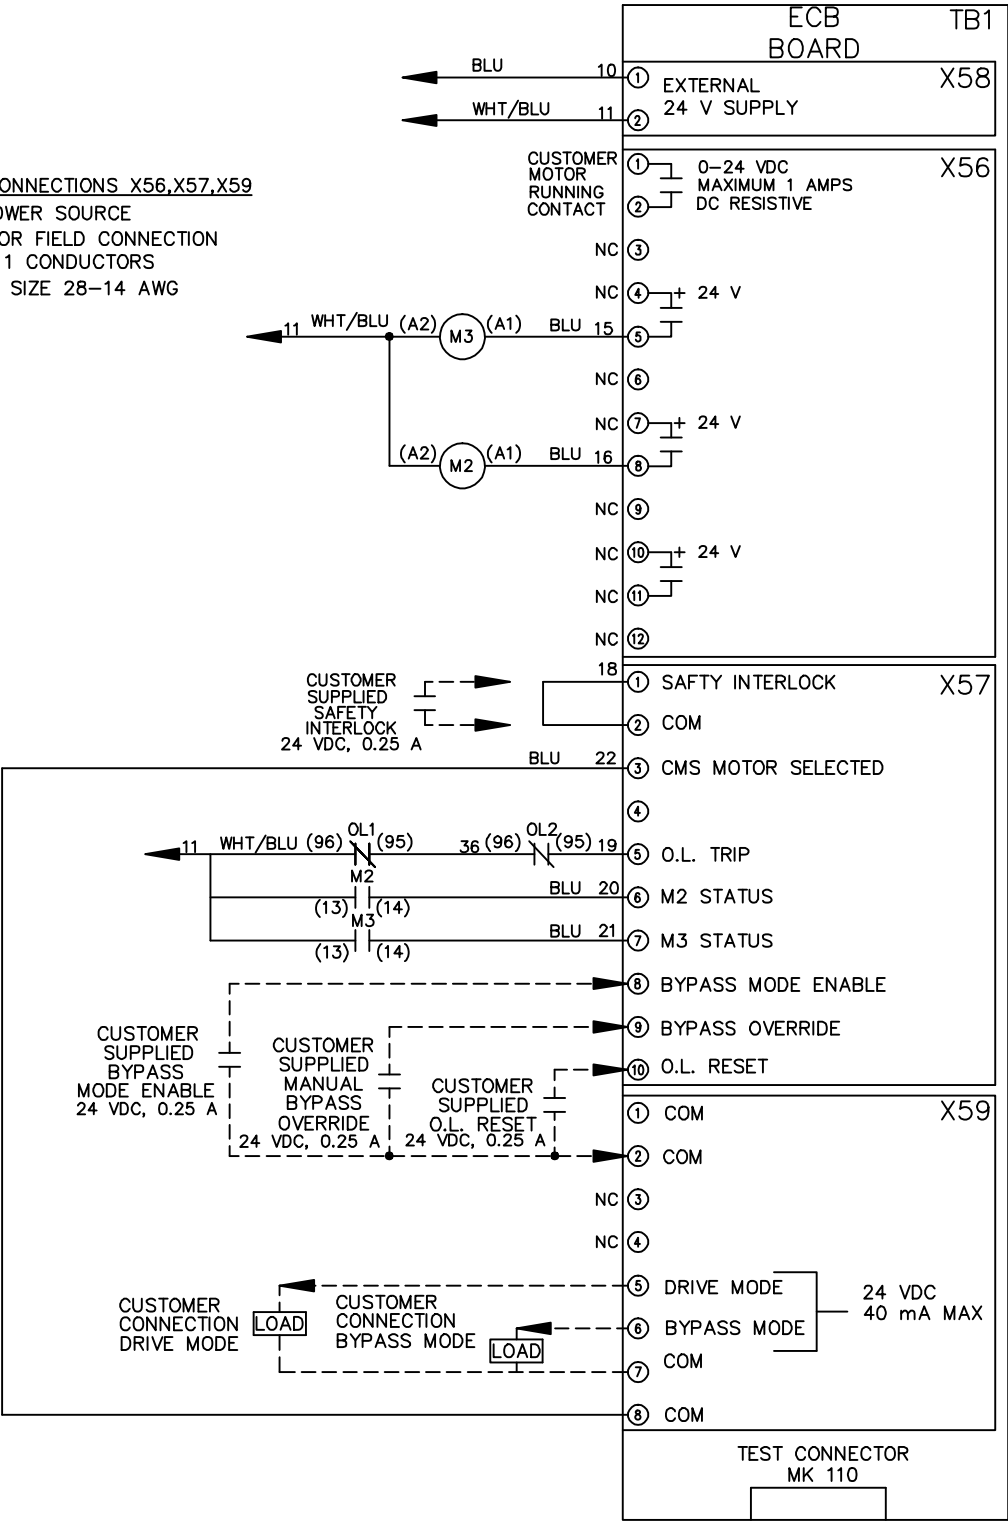 ECB TB1
BOARD
BLU 10 1 EXTERNAL X58
WHT/BLU 11 2 24 V SUPPLY
ONNECTIONS X56,X57,X59
OWER SOURCE
OR FIELD CONNECTION
1 CONDUCTORS
SIZE 28-14 AWG
CUSTOMER
MOTOR
RUNNING
CONTACT
1 0-24 VDC X56
MAXIMUM 1 AMPS
2 DC RESISTIVE
NC 3
NC 4 + 24 V
11 WHT/BLU (A2) M3 (A1) BLU 15 5
NC 6
NC 7 + 24 V
(A2) M2 (A1) BLU 16 8
NC 9
NC 10 + 24 V
NC 11
NC 12
CUSTOMER
SUPPLIED
SAFETY
INTERLOCK
24 VDC, 0.25 A
18 1 SAFTY INTERLOCK X57
2 COM
BLU 22 3 CMS MOTOR SELECTED
4
11 WHT/BLU (96) OL1 (95) 36 (96) OL2 (95) 19 5 O.L. TRIP
M2
(13) (14) BLU 20 6 M2 STATUS
M3
(13) (14) BLU 21 7 M3 STATUS
8 BYPASS MODE ENABLE
9 BYPASS OVERRIDE
10 O.L. RESET
CUSTOMER
SUPPLIED
BYPASS
MODE ENABLE
24 VDC, 0.25 A
CUSTOMER
SUPPLIED
MANUAL
BYPASS
OVERRIDE
24 VDC, 0.25 A
CUSTOMER
SUPPLIED
O.L. RESET
24 VDC, 0.25 A
1 COM X59
2 COM
NC 3
NC 4
5 DRIVE MODE
6 BYPASS MODE
24 VDC
40 mA MAX
CUSTOMER
CONNECTION
DRIVE MODE
LOAD
CUSTOMER
CONNECTION
BYPASS MODE
LOAD
7 COM
8 COM
TEST CONNECTOR
MK 110